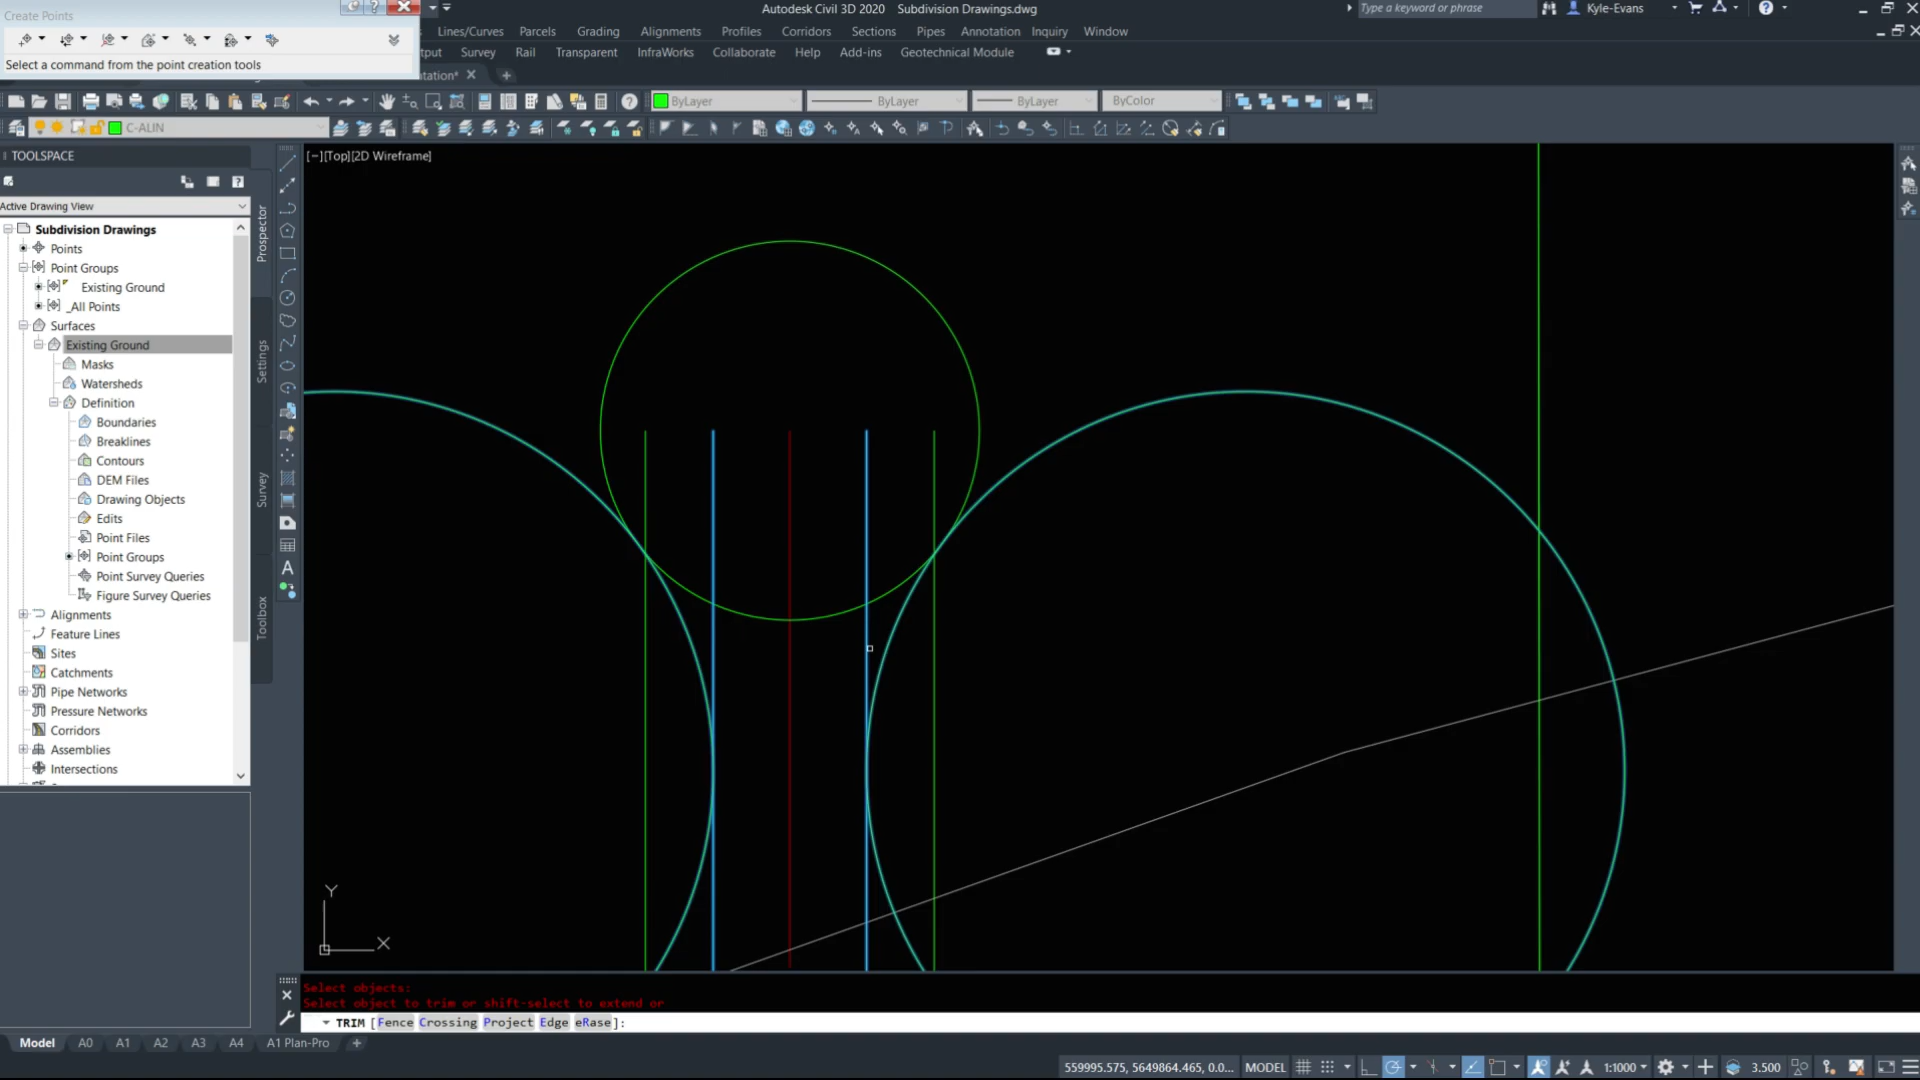 Create Points
Select a command from the point creation tools
Autodesk Civil 3D 2020 Subdivision Drawings.dwg
Type a keyword or phrase
Kyle-Evans
Lines/Curves Parcels Grading Alignments Profiles Corridors Sections Pipes Annotation Inquiry Window
tput Survey Rail Transparent InfraWorks Collaborate Help Add-ins Geotechnical Module
tation*
ByLayer ByLayer ByLayer ByColor
C-ALIN
TOOLSPACE
Active Drawing View
[−][Top][2D Wireframe]
Subdivision Drawings
Points
Point Groups
Existing Ground
_All Points
Surfaces
Existing Ground
Masks
Watersheds
Definition
Boundaries
Breaklines
Contours
DEM Files
Drawing Objects
Edits
Point Files
Point Groups
Point Survey Queries
Figure Survey Queries
Alignments
Feature Lines
Sites
Catchments
Pipe Networks
Pressure Networks
Corridors
Assemblies
Intersections
Prospector
Settings
Survey
Toolbox
A
Y
X
Select objects:
Select object to trim or shift-select to extend or
TRIM [Fence Crossing Project Edge eRase]:
Model A0 A1 A2 A3 A4 A1 Plan-Pro +
559995.575, 5649864.465, 0.0... MODEL 1:1000 3.500